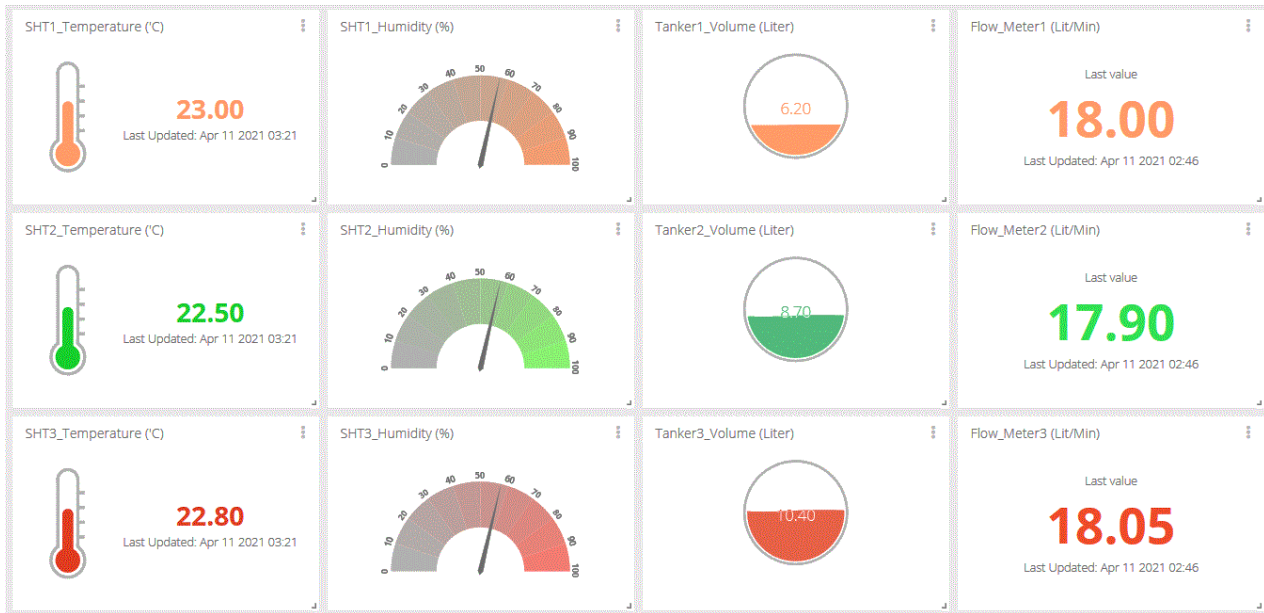 SHT1_Temperature ('C)
23.00
Last Updated: Apr 11 2021 03:21
SHT1_Humidity (%)
0
10
20
30
40
50
60
70
80
90
100
Tanker1_Volume (Liter)
6.20
Flow_Meter1 (Lit/Min)
Last value
18.00
Last Updated: Apr 11 2021 02:46
SHT2_Temperature ('C)
22.50
Last Updated: Apr 11 2021 03:21
SHT2_Humidity (%)
0
10
20
30
40
50
60
70
80
90
100
Tanker2_Volume (Liter)
8.70
Flow_Meter2 (Lit/Min)
Last value
17.90
Last Updated: Apr 11 2021 02:46
SHT3_Temperature ('C)
22.80
Last Updated: Apr 11 2021 03:21
SHT3_Humidity (%)
0
10
20
30
40
50
60
70
80
90
100
Tanker3_Volume (Liter)
10.40
Flow_Meter3 (Lit/Min)
Last value
18.05
Last Updated: Apr 11 2021 02:46